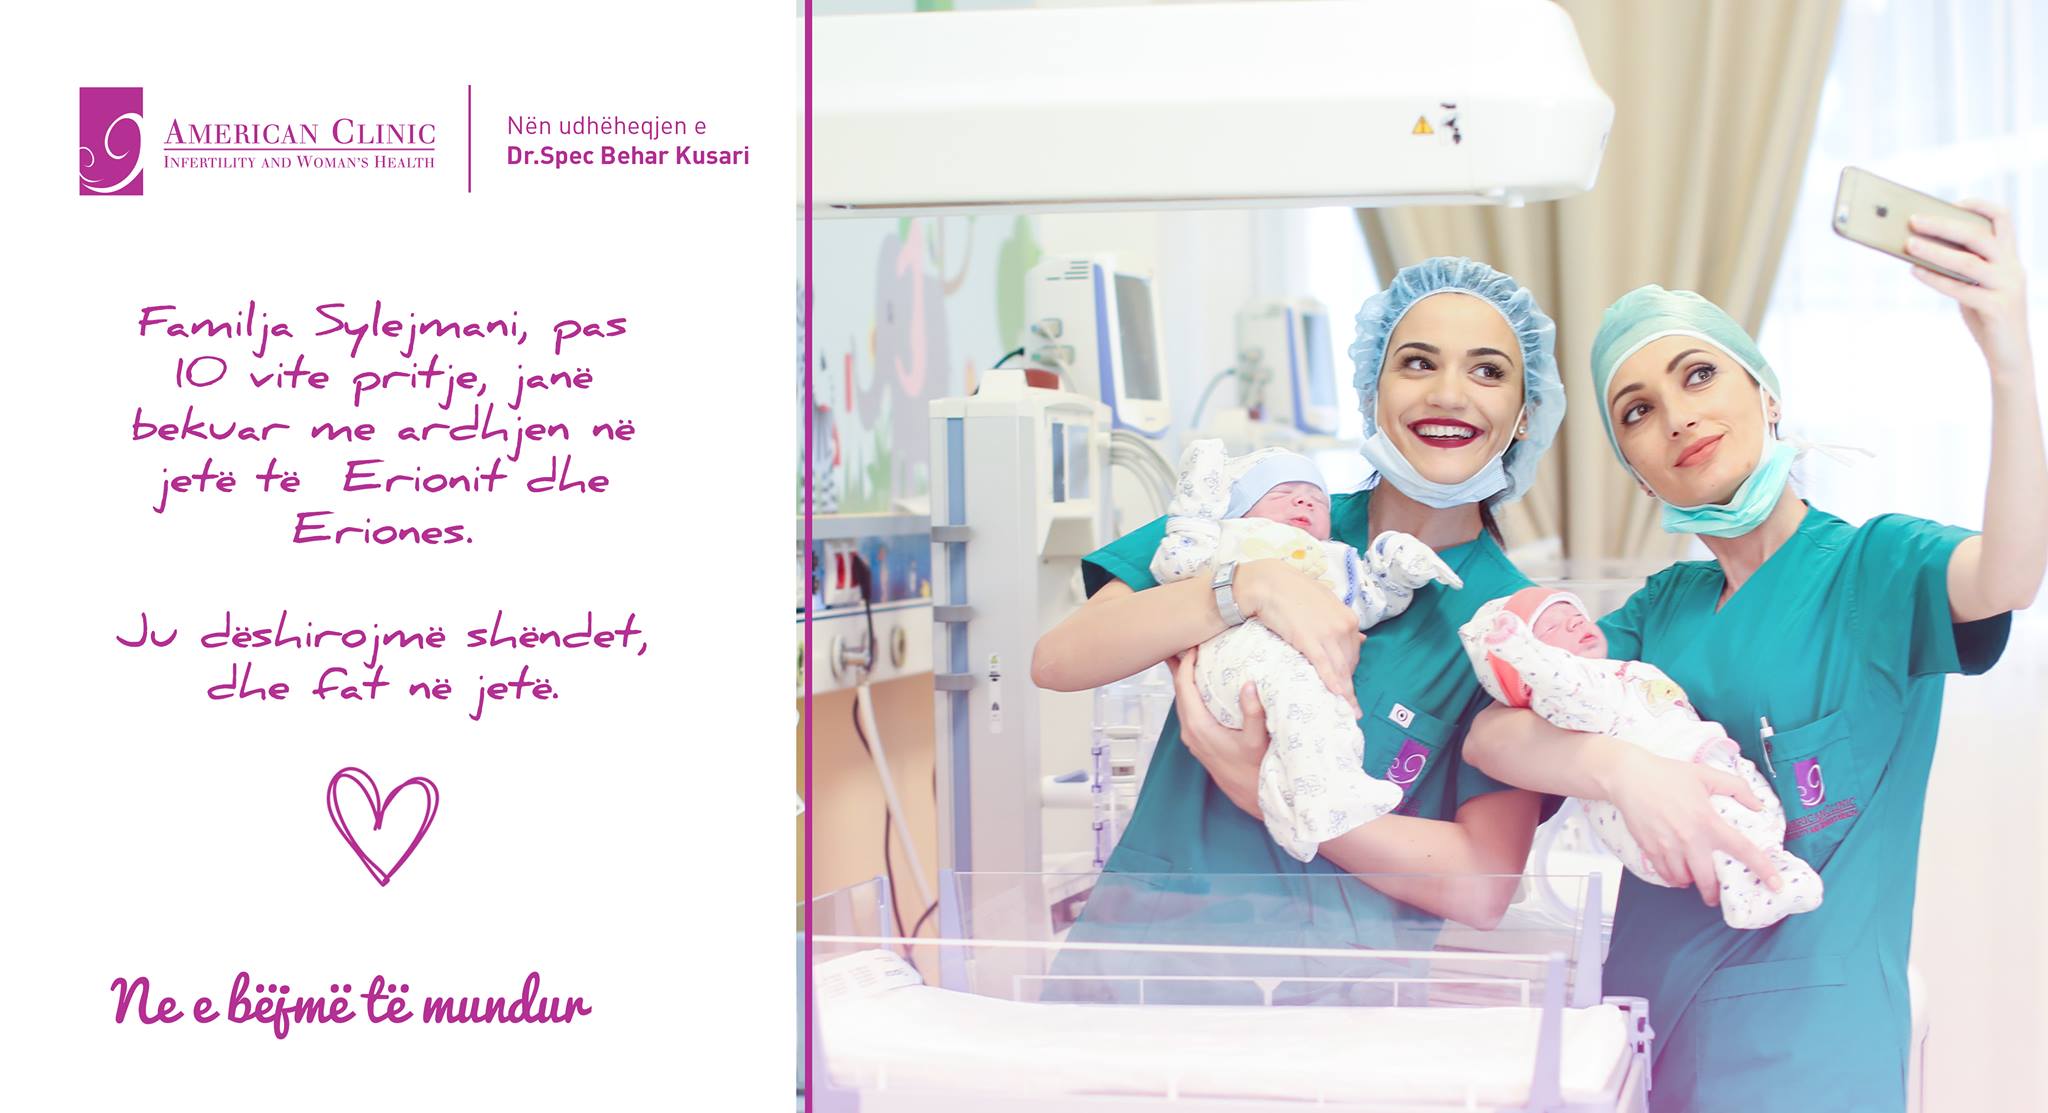 AMERICAN CLINIC
INFERTILITY AND WOMAN'S HEALTH
Nën udhëheqjen e
Dr.Spec Behar Kusari
Familja Sylejmani, pas
10 vite pritje, janë
bekuar me ardhjen në
jetë të Erionit dhe
Eriones.
Ju dëshirojmë shëndet,
dhe fat në jetë.
Ne e bëjmë të mundur